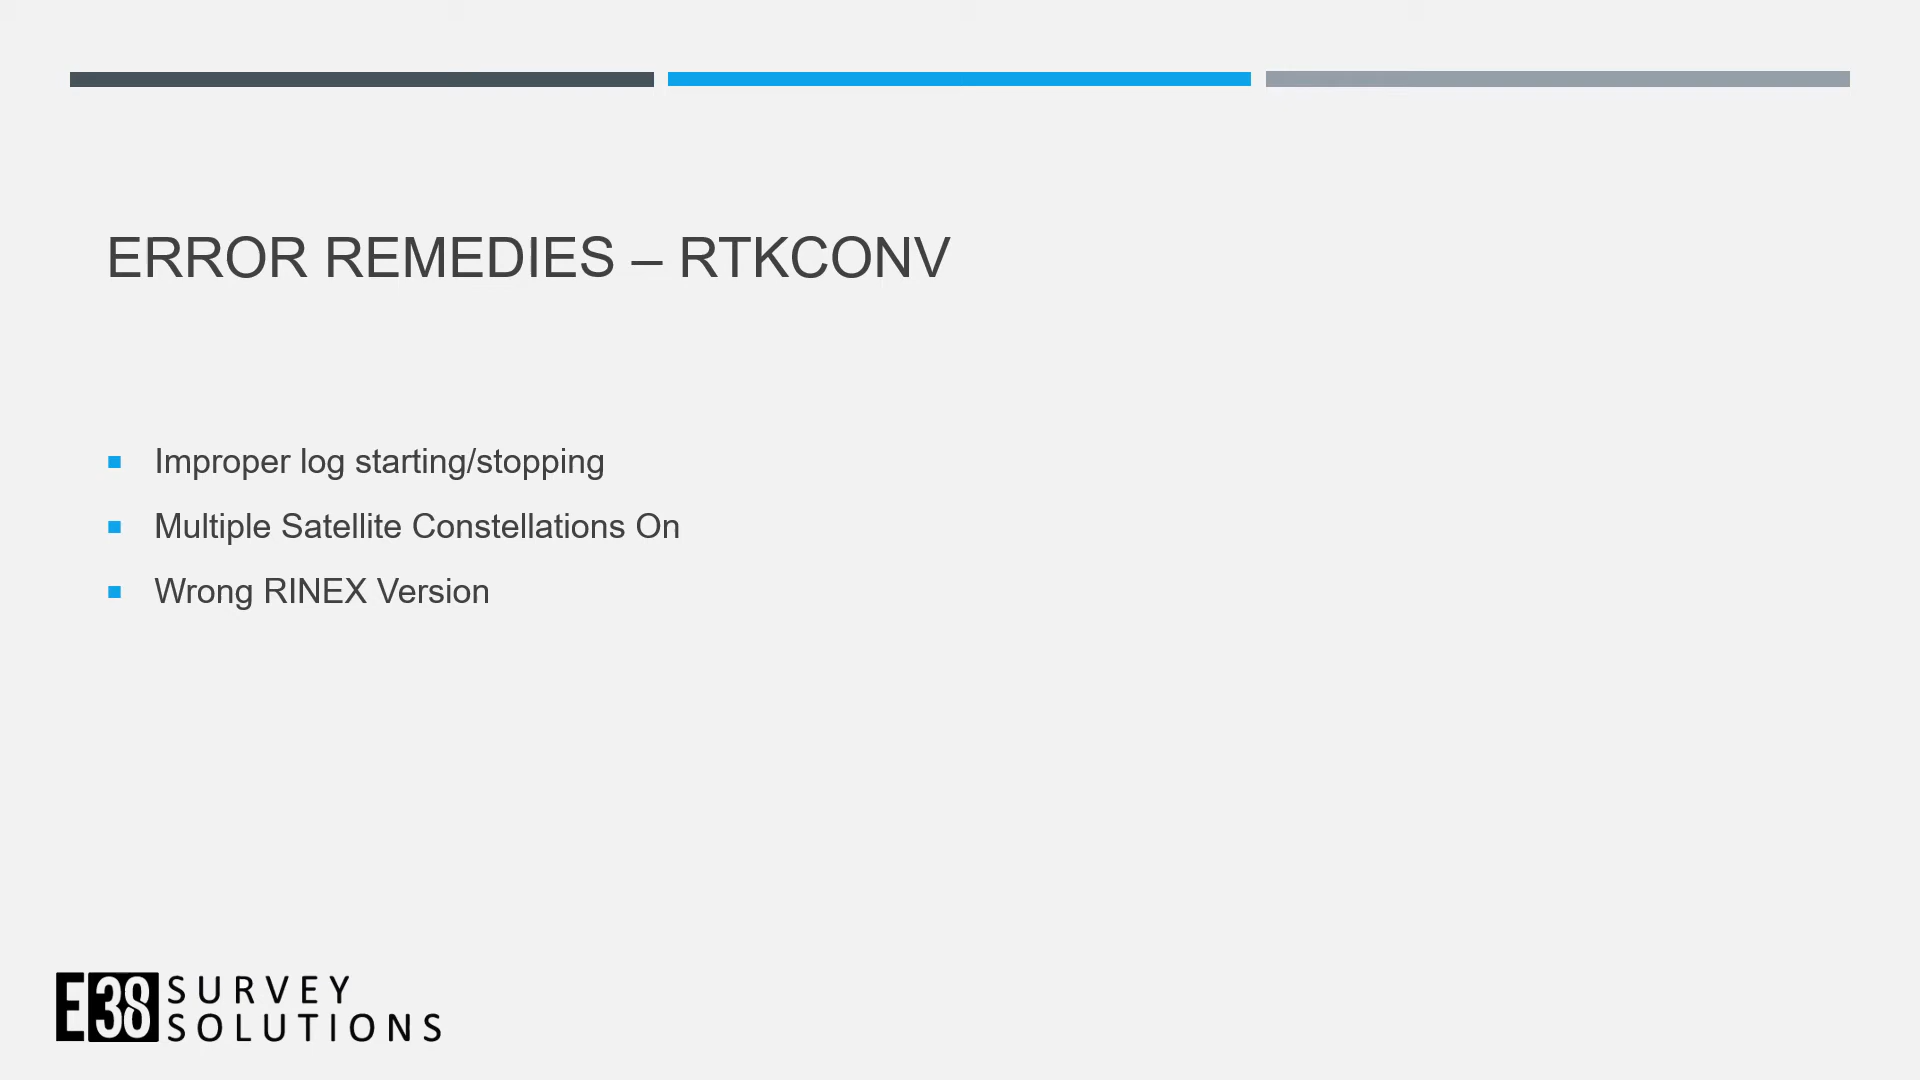 ERROR REMEDIES – RTKCONV
Improper log starting/stopping
Multiple Satellite Constellations On
Wrong RINEX Version
E38 SURVEY
SOLUTIONS